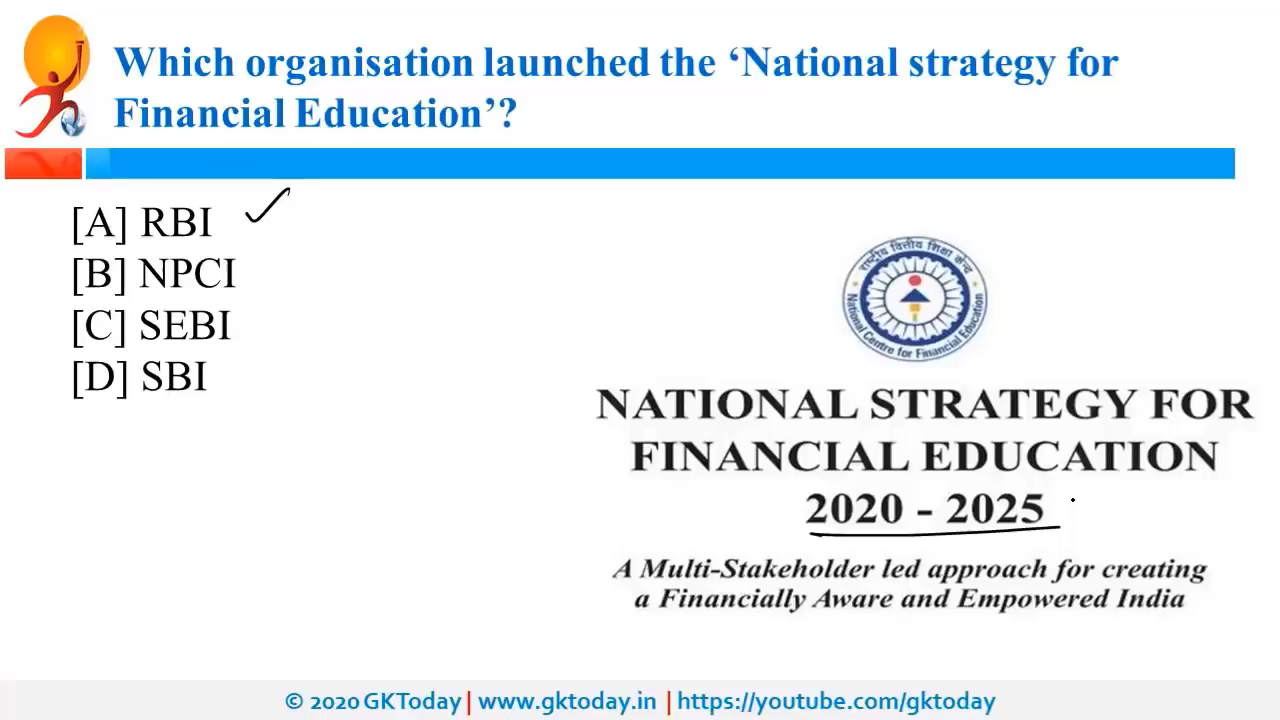 Which organisation launched the ‘National strategy for
Financial Education’?
[A] RBI
[B] NPCI
[C] SEBI
[D] SBI
राष्ट्रीय वित्तीय शिक्षा केन्द्र
National Centre for Financial Education
NATIONAL STRATEGY FOR
FINANCIAL EDUCATION
2020 - 2025
A Multi-Stakeholder led approach for creating
a Financially Aware and Empowered India
© 2020 GKToday | www.gktoday.in | https://youtube.com/gktoday